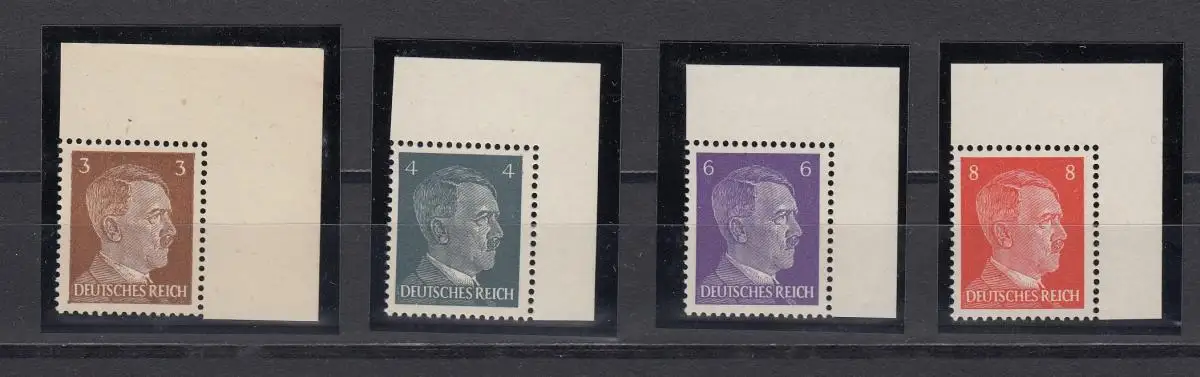 3 3
DEUTSCHES REICH
4 4
DEUTSCHES REICH
6 6
DEUTSCHES REICH
8 8
DEUTSCHES REICH